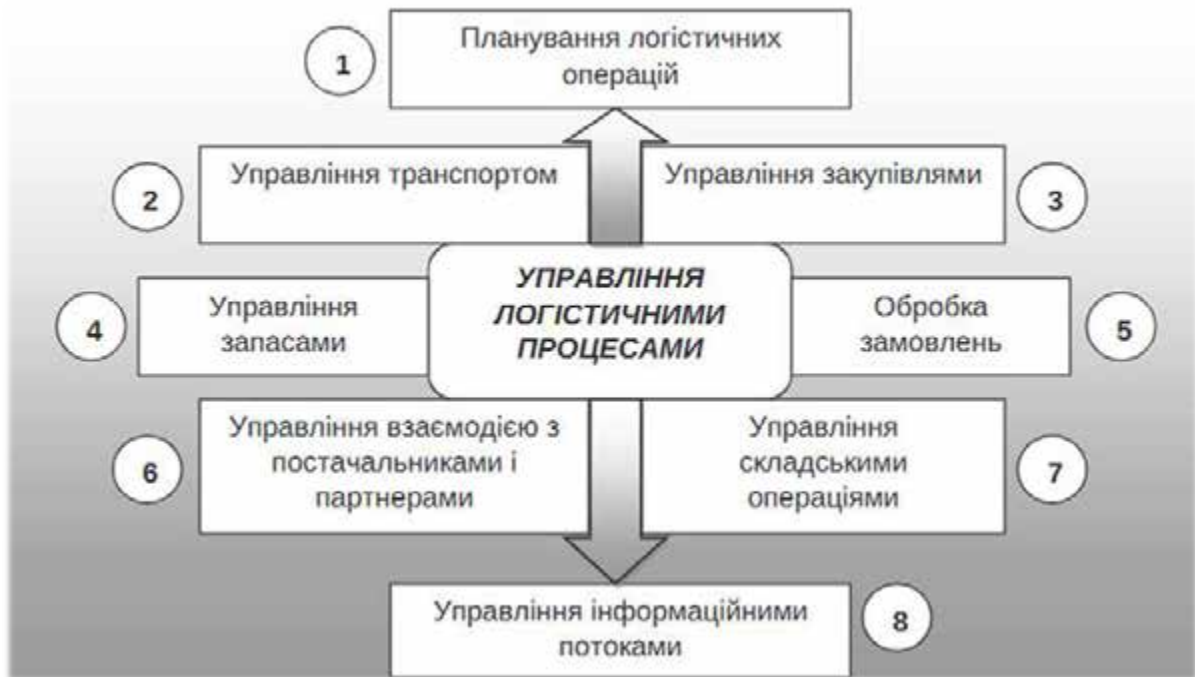 1
Планування логістичних
операцій
2
Управління транспортом
Управління закупівлями
3
4
Управління
запасами
УПРАВЛІННЯ
ЛОГІСТИЧНИМИ
ПРОЦЕСАМИ
Обробка
замовлень
5
6
Управління взаємодією з
постачальниками і
партнерами
Управління
складськими
операціями
7
Управління інформаційними
потоками
8